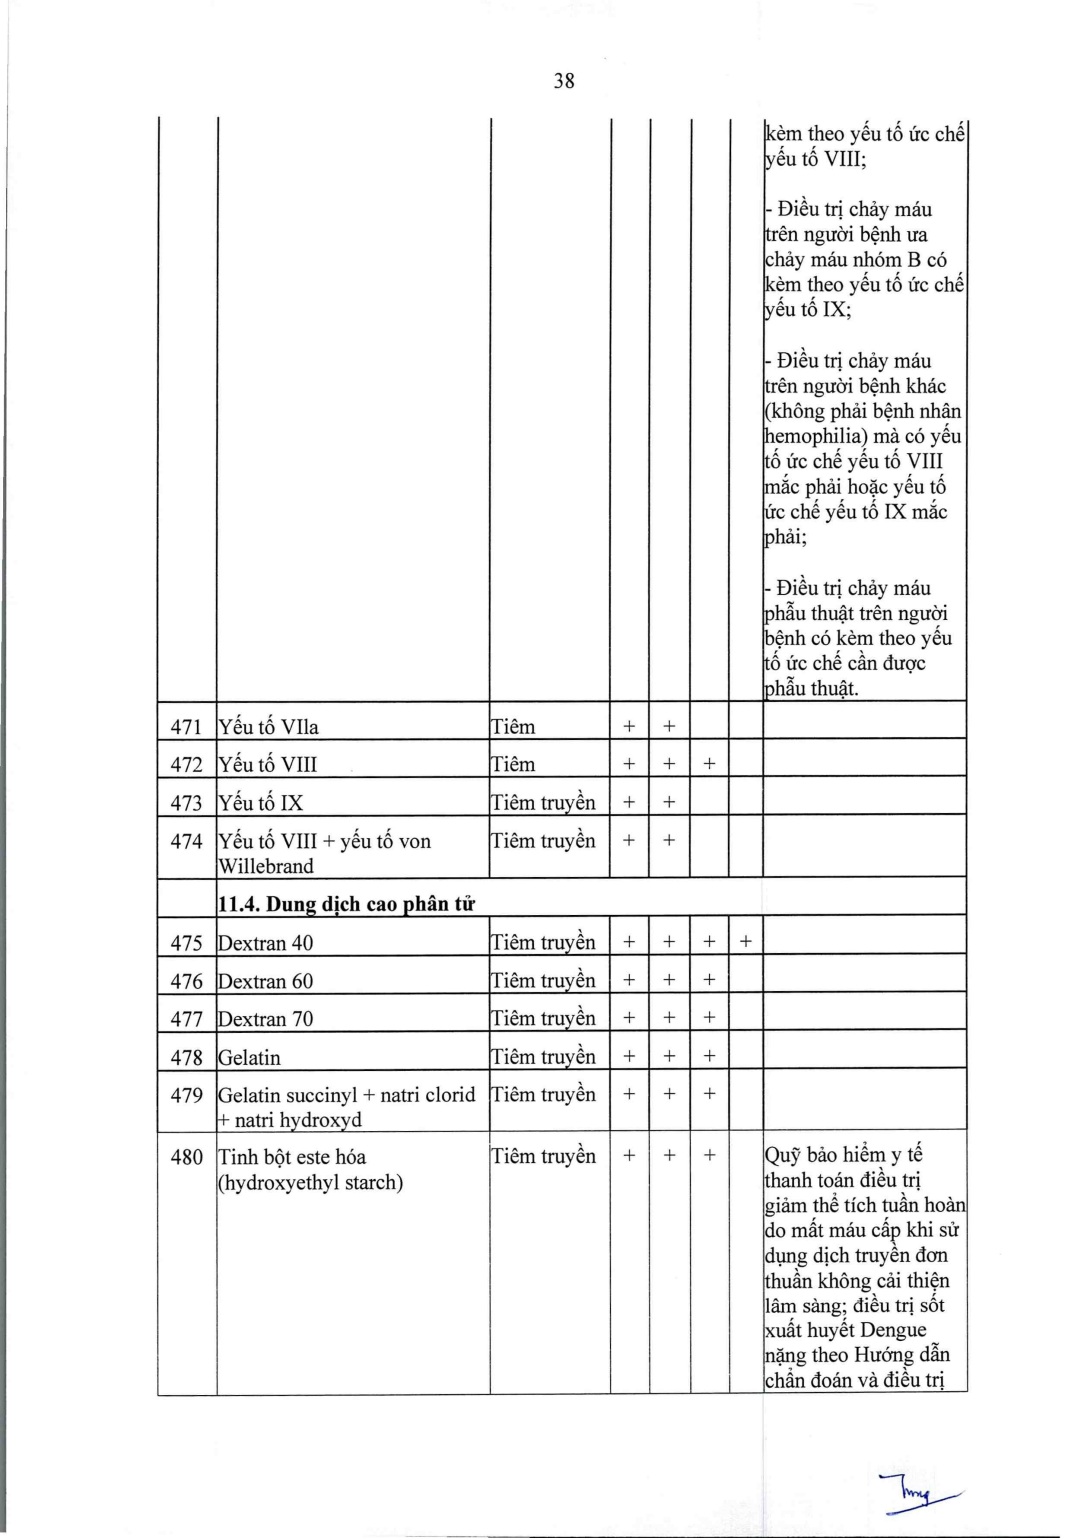 38
kèm theo yếu tố ức chế
yếu tố VIII;
- Điều trị chảy máu
trên người bệnh ưa
chảy máu nhóm B có
kèm theo yếu tố ức chế
yếu tố IX;
- Điều trị chảy máu
trên người bệnh khác
(không phải bệnh nhân
hemophilia) mà có yếu
tố ức chế yếu tố VIII
mắc phải hoặc yếu tố
ức chế yếu tố IX mắc
phải;
- Điều trị chảy máu
phẫu thuật trên người
bệnh có kèm theo yếu
tố ức chế cần được
phẫu thuật.
471 Yếu tố VIIa Tiêm + +
472 Yếu tố VIII Tiêm + + +
473 Yếu tố IX Tiêm truyền + +
474 Yếu tố VIII + yếu tố von Tiêm truyền + +
Willebrand
11.4. Dung dịch cao phân tử
475 Dextran 40 Tiêm truyền + + + +
476 Dextran 60 Tiêm truyền + + +
477 Dextran 70 Tiêm truyền + + +
478 Gelatin Tiêm truyền + + +
479 Gelatin succinyl + natri clorid Tiêm truyền + + +
+ natri hydroxyd
480 Tinh bột este hóa Tiêm truyền + + + Quỹ bảo hiểm y tế
(hydroxyethyl starch) thanh toán điều trị
giảm thể tích tuần hoàn
do mất máu cấp khi sử
dụng dịch truyền đơn
thuần không cải thiện
lâm sàng; điều trị sốt
xuất huyết Dengue
nặng theo Hướng dẫn
chẩn đoán và điều trị